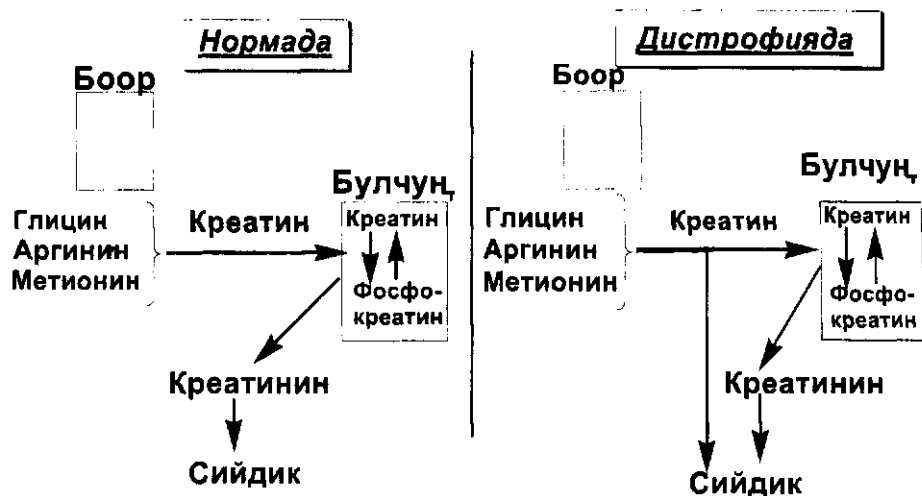 Нормада
Боор
Булчуң
Глицин
Аргинин
Метионин
Креатин
Креатин
Фосфо-
креатин
Креатинин
Сийдик
Дистрофияда
Боор
Булчуң
Глицин
Аргинин
Метионин
Креатин
Креатин
Фосфо-
креатин
Креатинин
Сийдик